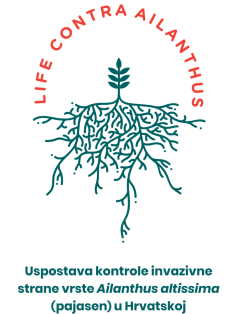 LIFE CONTRA AILANTHUS
Uspostava kontrole invazivne
strane vrste Ailanthus altissima
(pajasen) u Hrvatskoj